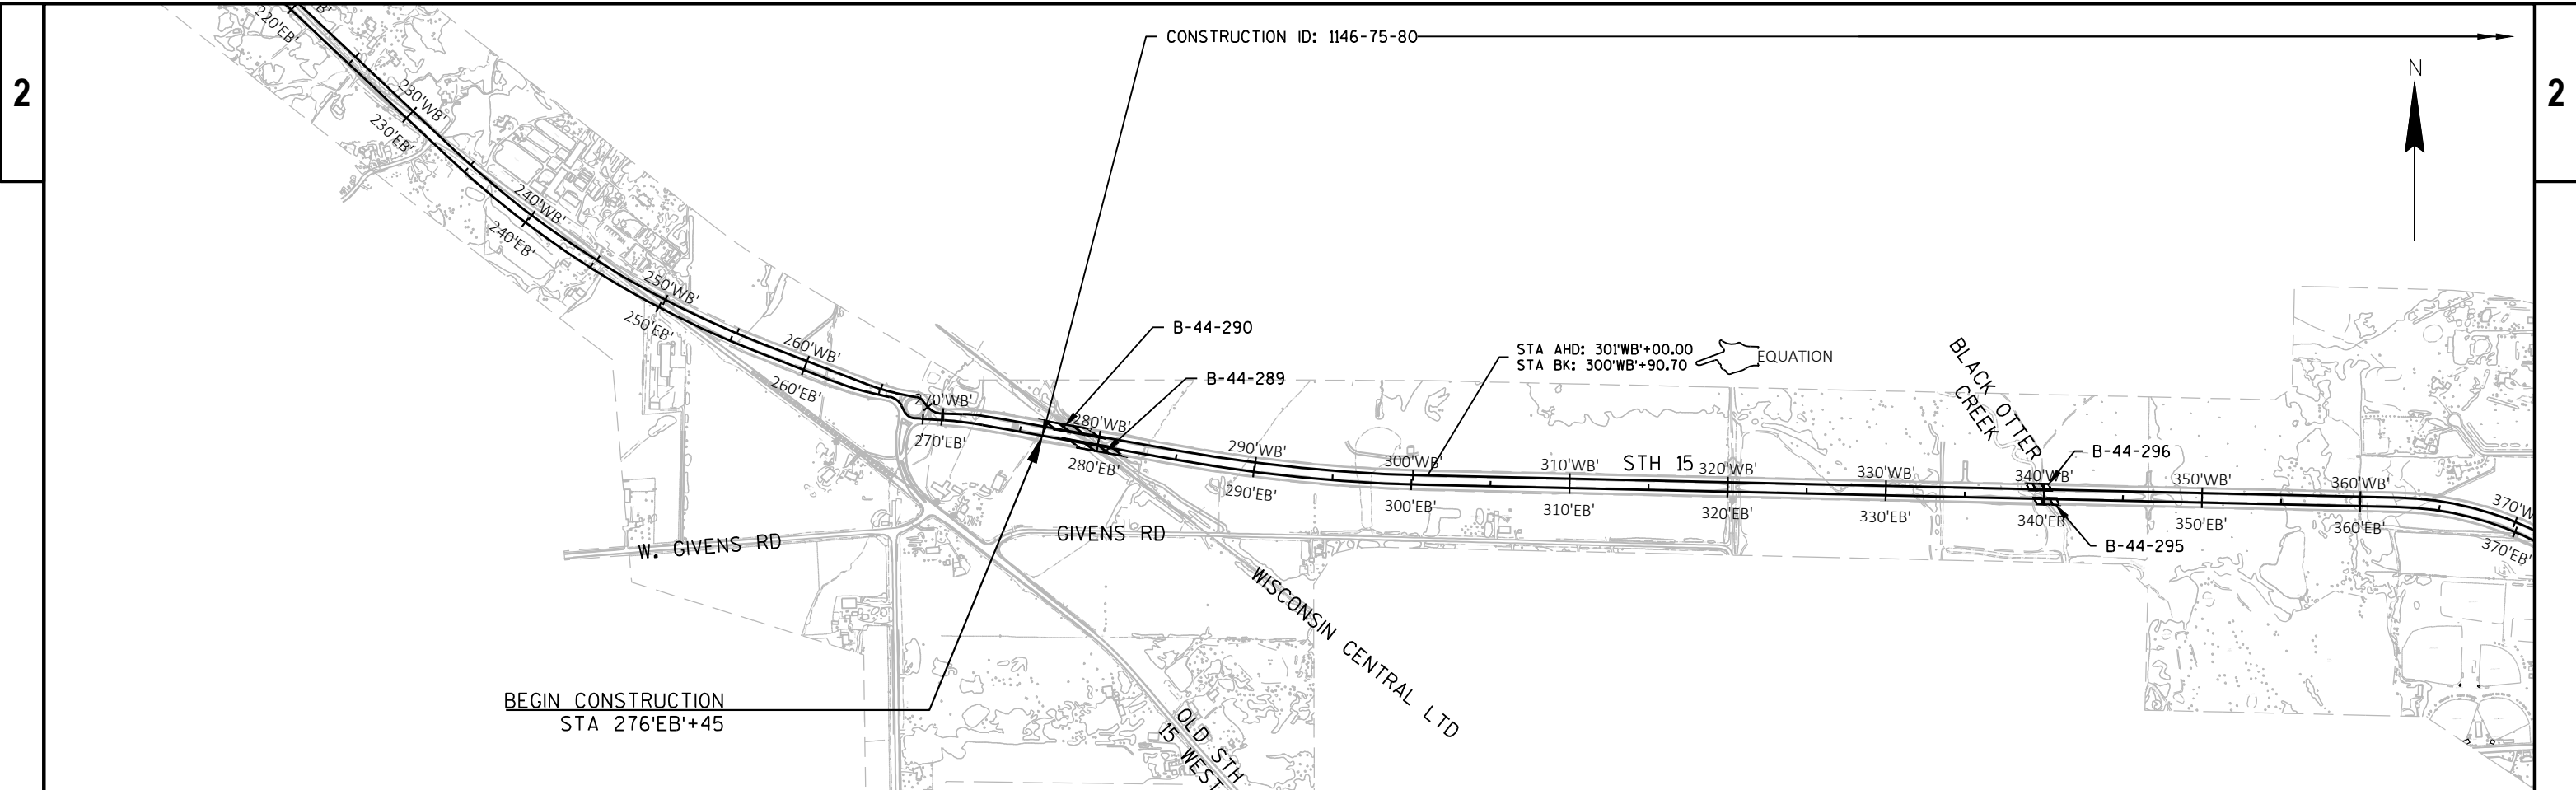 CONSTRUCTION ID: 1146-75-80
N
2
2
220'EB'
230'WB'
230'EB'
240'WB'
240'EB'
250'WB'
250'EB'
260'WB'
260'EB'
270'WB'
270'EB'
B-44-290
B-44-289
280'WB'
280'EB'
290'WB'
290'EB'
STA AHD: 301'WB'+00.00
STA BK: 300'WB'+90.70
EQUATION
300'WB'
300'EB'
310'WB'
310'EB'
STH 15
320'WB'
320'EB'
330'WB'
330'EB'
BLACK OTTER
CREEK
340'WB'
340'EB'
B-44-296
B-44-295
350'WB'
350'EB'
360'WB'
360'EB'
370'W
370'EB'
W. GIVENS RD
GIVENS RD
WISCONSIN CENTRAL LTD
BEGIN CONSTRUCTION
STA 276'EB'+45
OLD STH
15 WEST